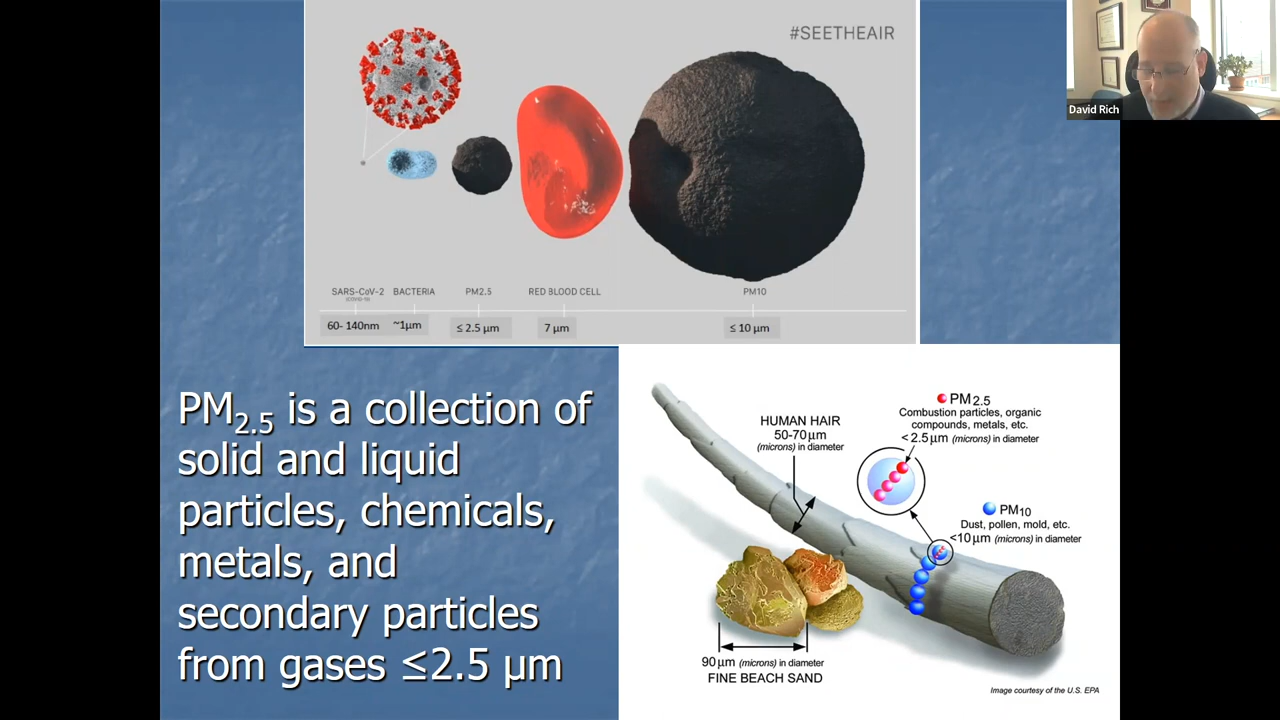 #SEETHEAIR
David Rich
SARS-CoV-2
(COVID-19)
BACTERIA
PM2.5
RED BLOOD CELL
PM10
60- 140nm
~1µm
≤ 2.5 µm
7 µm
≤ 10 µm
PM2.5 is a collection of
solid and liquid
particles, chemicals,
metals, and
secondary particles
from gases ≤2.5 µm
HUMAN HAIR
50-70µm
(microns) in diameter
PM2.5
Combustion particles, organic
compounds, metals, etc.
< 2.5µm (microns) in diameter
PM10
Dust, pollen, mold, etc.
<10µm (microns) in diameter
90µm (microns) in diameter
FINE BEACH SAND
Image courtesy of the U.S. EPA